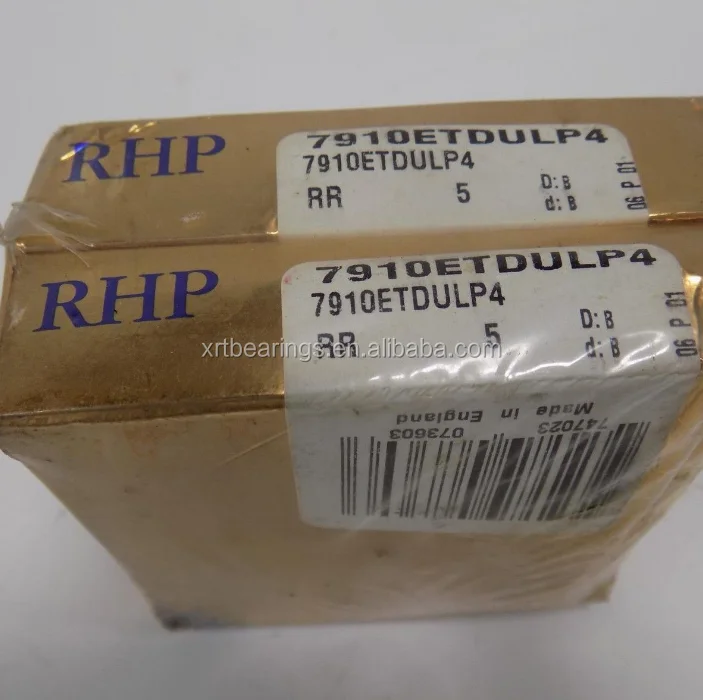 RHP
7910ETDULP4
7910ETDULP4
RR 5 D: B
d: B
06 P 01
RHP
7910ETDULP4
7910ETDULP4
RR 5 D: B
d: B
06 P 01
xrtbearings.en.alibaba.com
Made in England
747023 073603